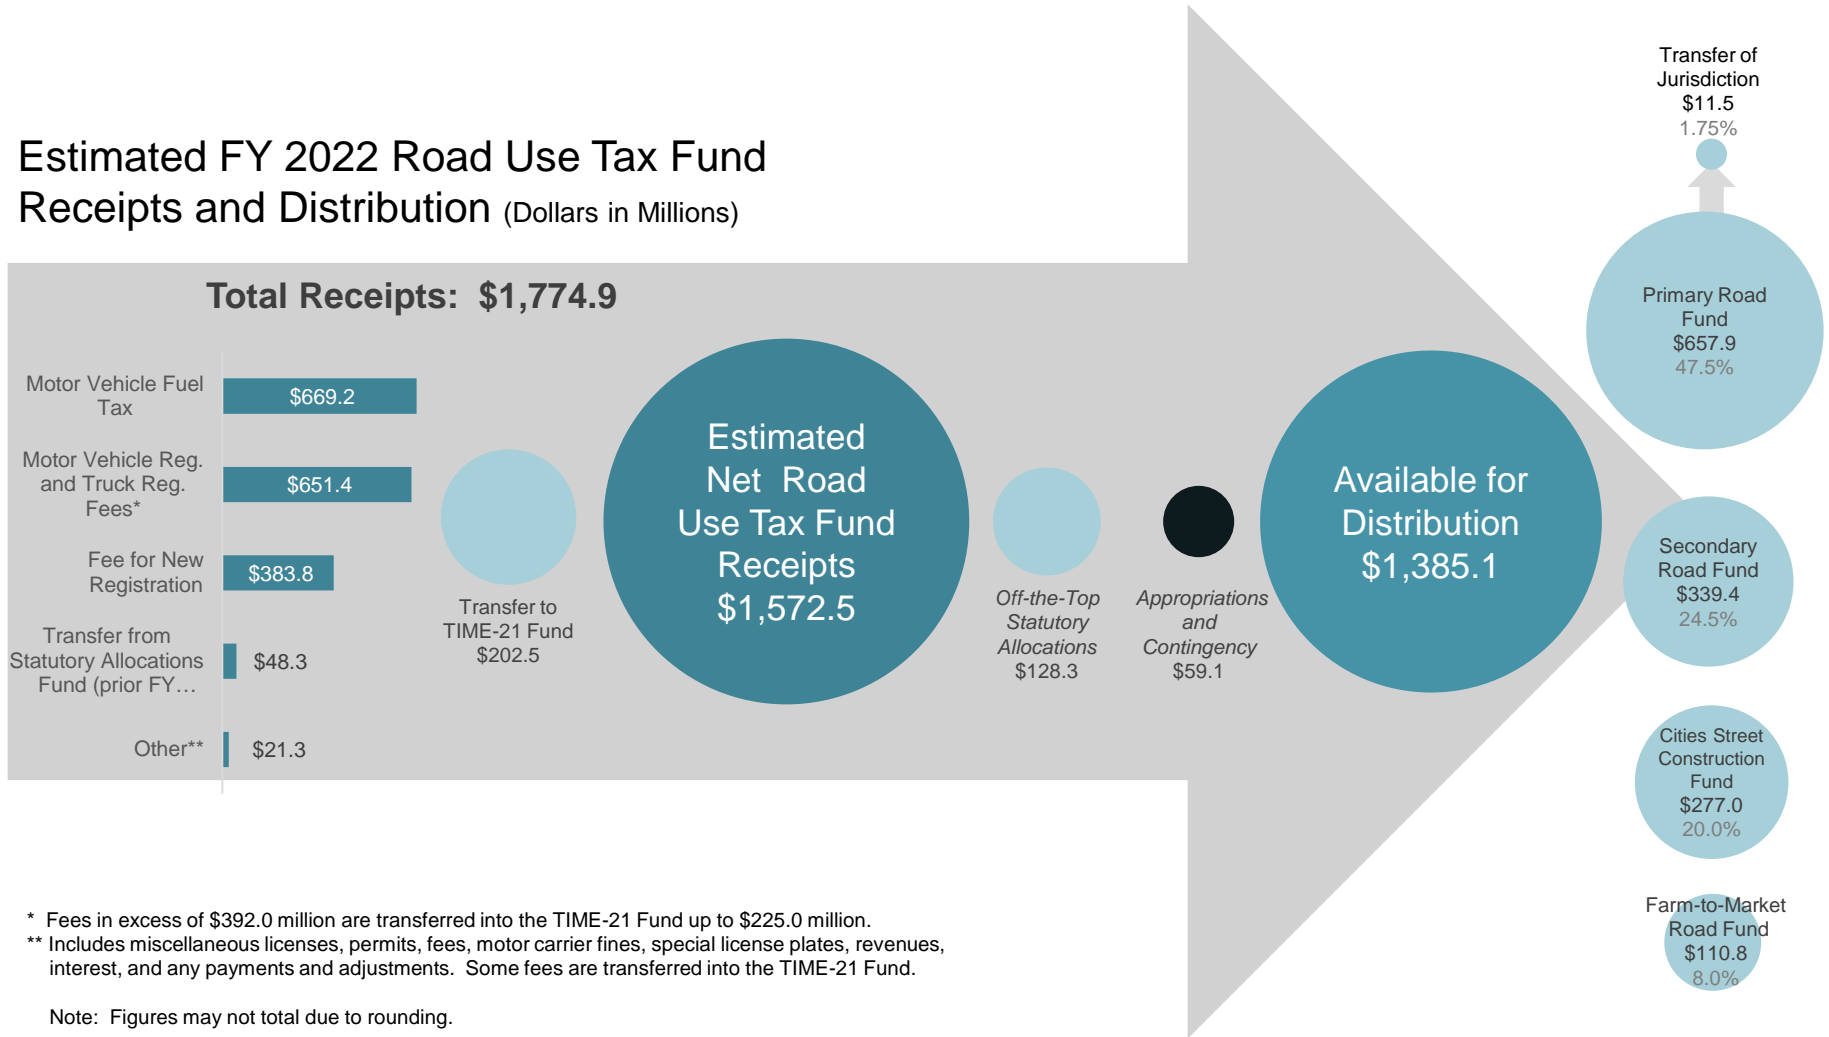 Estimated FY 2022 Road Use Tax Fund
Receipts and Distribution (Dollars in Millions)
Total Receipts:  $1,774.9
Motor Vehicle Fuel
Tax
$669.2
Motor Vehicle Reg.
and Truck Reg.
Fees*
$651.4
Fee for New
Registration
$383.8
Transfer from
Statutory Allocations
Fund (prior FY…
$48.3
Other**
$21.3
Transfer to
TIME-21 Fund
$202.5
Estimated
Net  Road
Use Tax Fund
Receipts
$1,572.5
Off-the-Top
Statutory
Allocations
$128.3
Appropriations
and
Contingency
$59.1
Available for
Distribution
$1,385.1
Transfer of
Jurisdiction
$11.5
1.75%
Primary Road
Fund
$657.9
47.5%
Secondary
Road Fund
$339.4
24.5%
Cities Street
Construction
Fund
$277.0
20.0%
Farm-to-Market
Road Fund
$110.8
8.0%
*  Fees in excess of $392.0 million are transferred into the TIME-21 Fund up to $225.0 million.
** Includes miscellaneous licenses, permits, fees, motor carrier fines, special license plates, revenues,
interest, and any payments and adjustments.  Some fees are transferred into the TIME-21 Fund.
Note:  Figures may not total due to rounding.